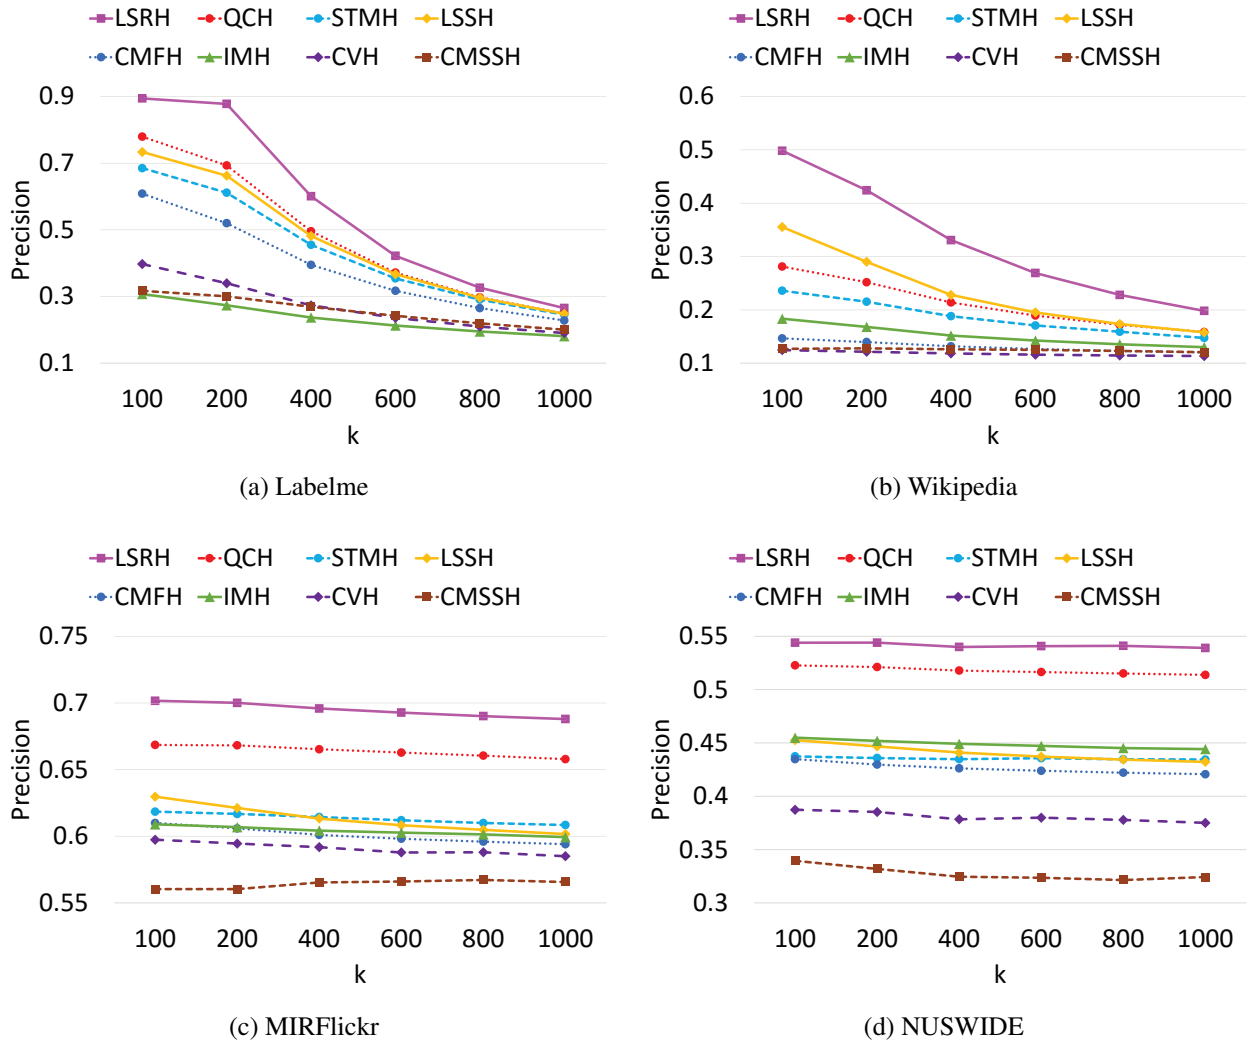 LSRH QCH STMH LSSH
CMFH IMH CVH CMSSH
0.9
0.7
0.5
0.3
0.1
Precision
100 200 400 600 800 1000
k
(a) Labelme
LSRH QCH STMH LSSH
CMFH IMH CVH CMSSH
0.6
0.5
0.4
0.3
0.2
0.1
Precision
100 200 400 600 800 1000
k
(b) Wikipedia
LSRH QCH STMH LSSH
CMFH IMH CVH CMSSH
0.75
0.7
0.65
0.6
0.55
Precision
100 200 400 600 800 1000
k
(c) MIRFlickr
LSRH QCH STMH LSSH
CMFH IMH CVH CMSSH
0.55
0.5
0.45
0.4
0.35
0.3
Precision
100 200 400 600 800 1000
k
(d) NUSWIDE